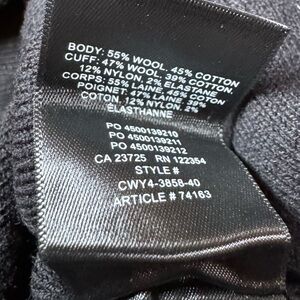 BODY: 55% WOOL. 45% COTTON
CUFF: 47% WOOL. 39% COTTON.
12% NYLON. 2% ELASTANE
CORPS: 55% LAINE. 45% COTON
POIGNET: 47% LAINE. 39%
COTON. 12% NYLON. 2%
ELASTHANNE
PO 4500139210
PO 4500139211
PO 4500139212
CA 23725 RN 122354
STYLE #
CWY4-3858-40
ARTICLE # 74163